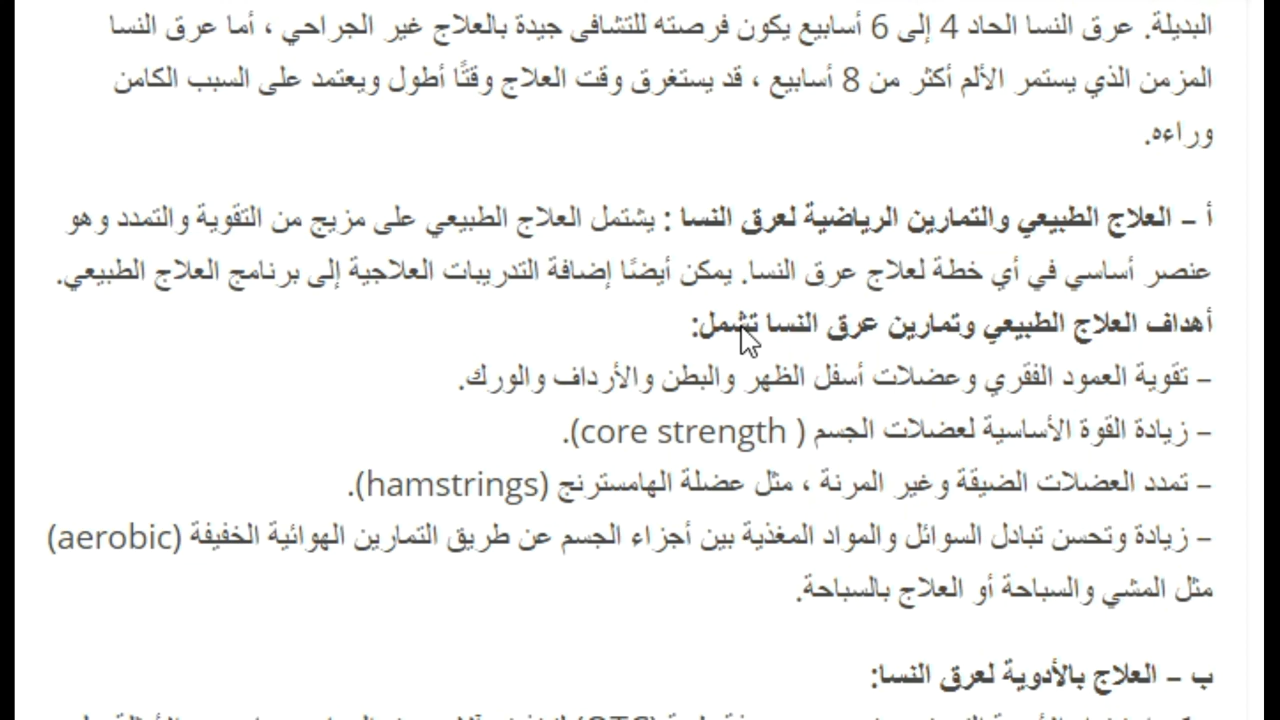 البديلة. عرق النسا الحاد 4 إلى 6 أسابيع يكون فرصته للتشافى جيدة بالعلاج غير الجراحي ، أما عرق النسا
المزمن الذي يستمر الألم أكثر من 8 أسابيع ، قد يستغرق وقت العلاج وقتًا أطول ويعتمد على السبب الكامن
وراءه.
أ – العلاج الطبيعي والتمارين الرياضية لعرق النسا : يشتمل العلاج الطبيعي على مزيج من التقوية والتمدد وهو
عنصر أساسي في أي خطة لعلاج عرق النسا. يمكن أيضًا إضافة التدريبات العلاجية إلى برنامج العلاج الطبيعي.
أهداف العلاج الطبيعي وتمارين عرق النسا تشمل:
– تقوية العمود الفقري وعضلات أسفل الظهر والبطن والأرداف والورك.
– زيادة القوة الأساسية لعضلات الجسم ( core strength).
– تمدد العضلات الضيقة وغير المرنة ، مثل عضلة الهامسترنج (hamstrings).
– زيادة وتحسن تبادل السوائل والمواد المغذية بين أجزاء الجسم عن طريق التمارين الهوائية الخفيفة (aerobic)
مثل المشي والسباحة أو العلاج بالسباحة.
ب – العلاج بالأدوية لعرق النسا: